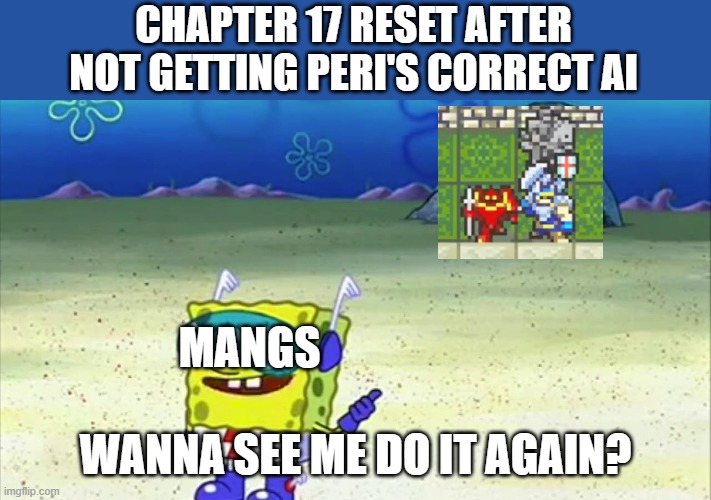 CHAPTER 17 RESET AFTER
NOT GETTING PERI'S CORRECT AI
MANGS
WANNA SEE ME DO IT AGAIN?
imgflip.com